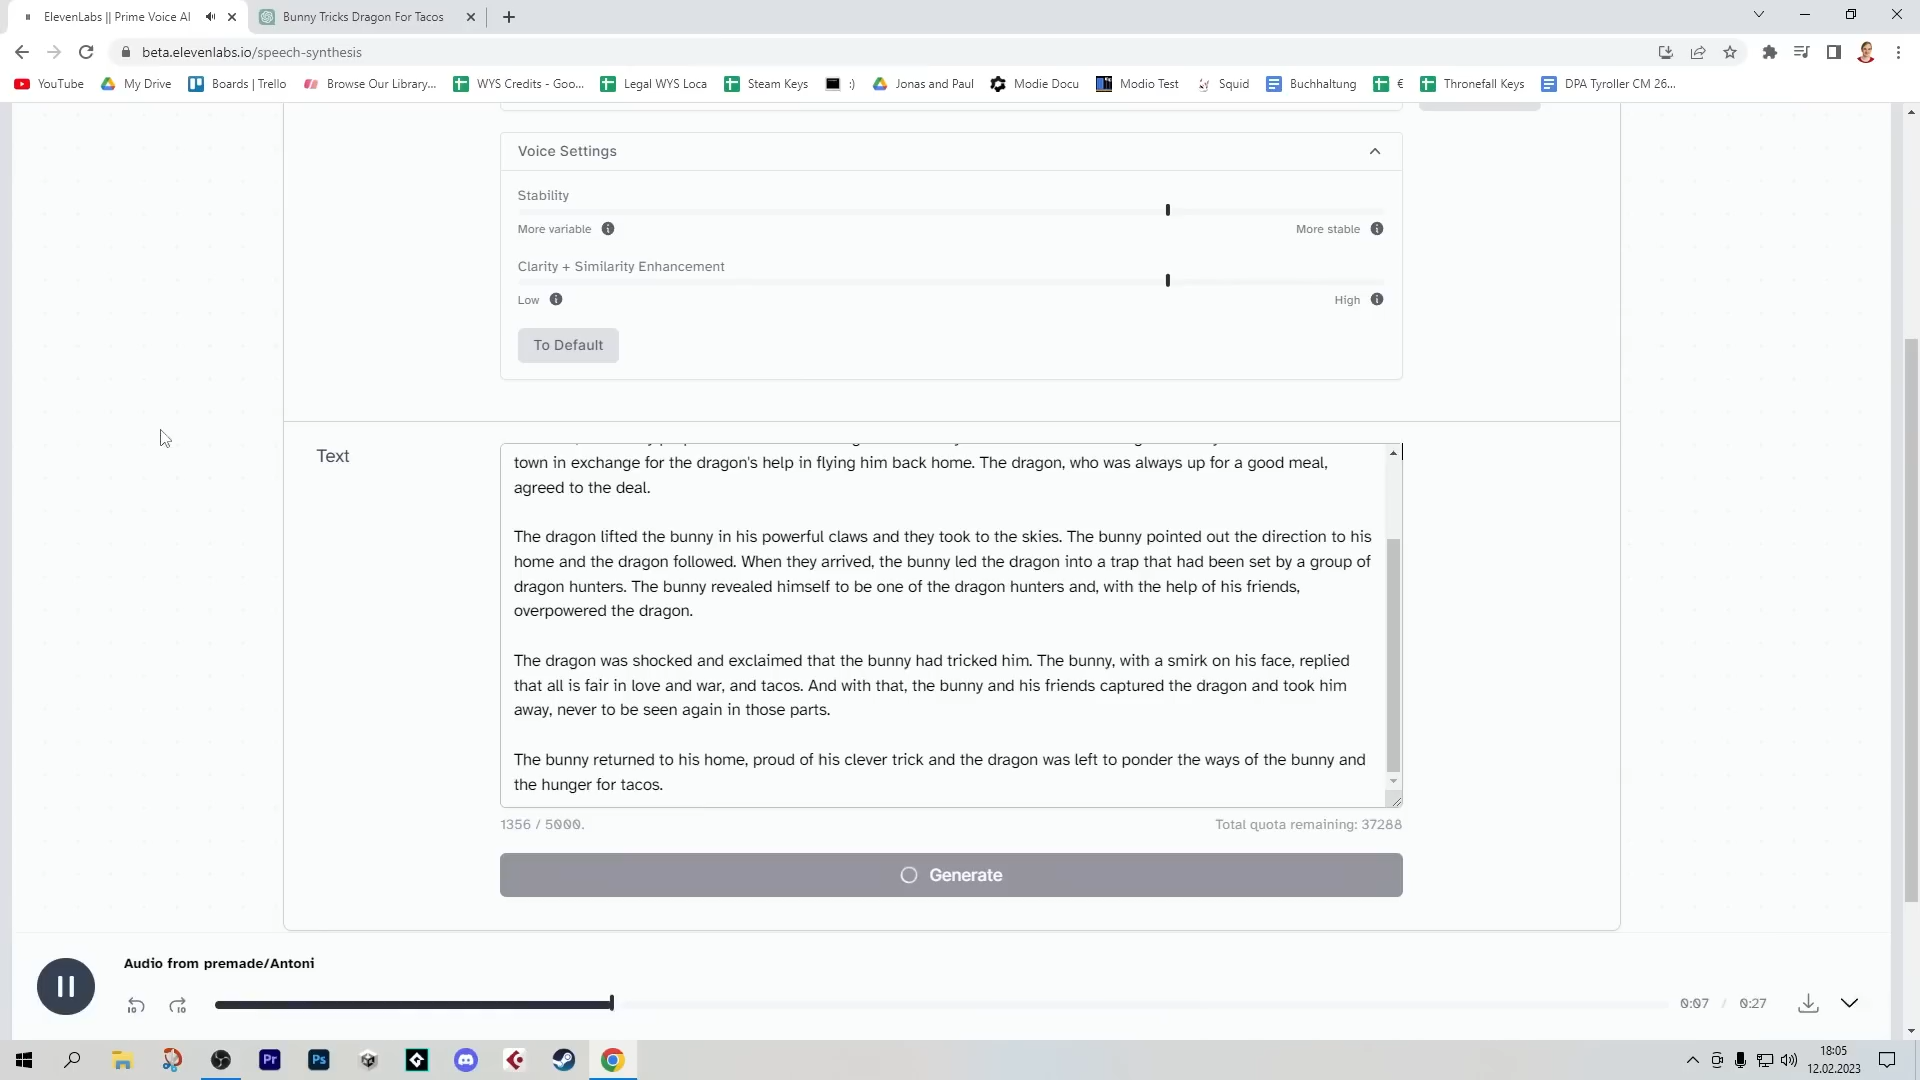 ElevenLabs || Prime Voice AI
Bunny Tricks Dragon For Tacos
beta.elevenlabs.io/speech-synthesis
YouTube
My Drive
Boards | Trello
Browse Our Library...
WYS Credits - Goo...
Legal WYS Loca
Steam Keys
:)
Jonas and Paul
Modie Docu
Modio Test
Squid
Buchhaltung
€
Thronefall Keys
DPA Tyroller CM 26...
Voice Settings
Stability
More variable
More stable
Clarity + Similarity Enhancement
Low
High
To Default
Text
town in exchange for the dragon's help in flying him back home. The dragon, who was always up for a good meal,
agreed to the deal.
The dragon lifted the bunny in his powerful claws and they took to the skies. The bunny pointed out the direction to his
home and the dragon followed. When they arrived, the bunny led the dragon into a trap that had been set by a group of
dragon hunters. The bunny revealed himself to be one of the dragon hunters and, with the help of his friends,
overpowered the dragon.
The dragon was shocked and exclaimed that the bunny had tricked him. The bunny, with a smirk on his face, replied
that all is fair in love and war, and tacos. And with that, the bunny and his friends captured the dragon and took him
away, never to be seen again in those parts.
The bunny returned to his home, proud of his clever trick and the dragon was left to ponder the ways of the bunny and
the hunger for tacos.
1356 / 5000.
Total quota remaining: 37288
Generate
Audio from premade/Antoni
10
10
0:07 / 0:27
Pr
Ps
18:05
12.02.2023